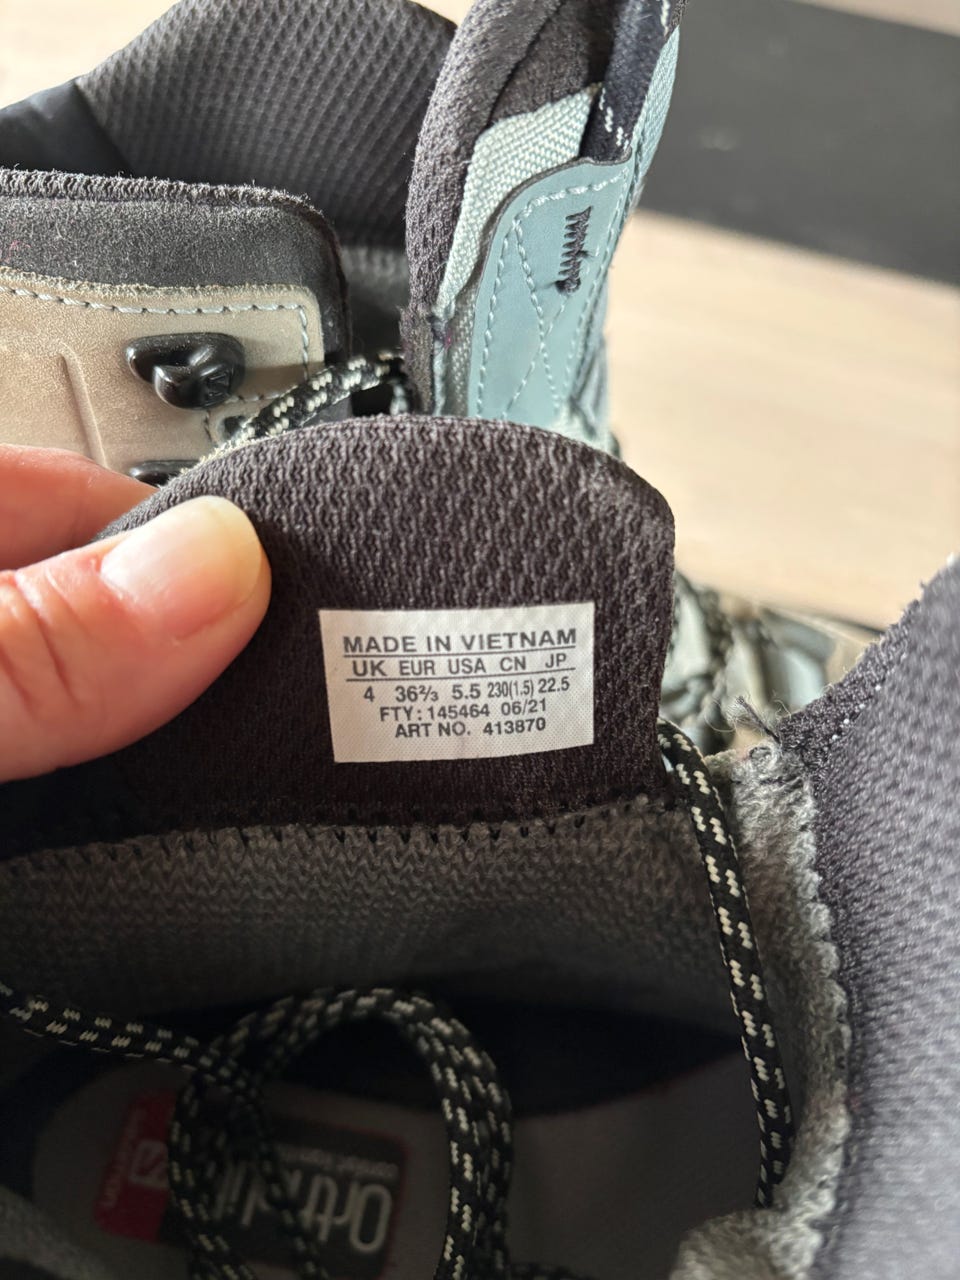 MADE IN VIETNAM
UK EUR USA CN JP
4 36⅔ 5.5 230(1.5) 22.5
FTY: 145464 06/21
ART NO. 413870